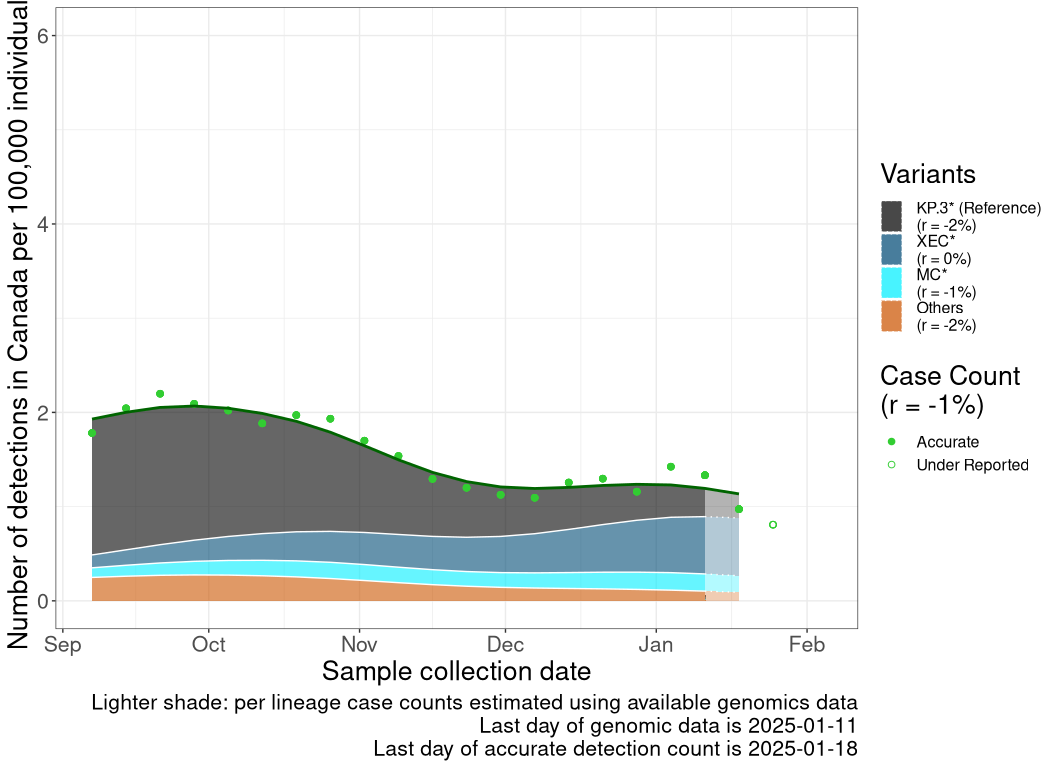 Number of detections in Canada per 100,000 individual
6
4
2
0
Sep Oct Nov Dec Jan Feb
Sample collection date
Lighter shade: per lineage case counts estimated using available genomics data
Last day of genomic data is 2025-01-11
Last day of accurate detection count is 2025-01-18
Variants
KP.3* (Reference)
(r = -2%)
XEC*
(r = 0%)
MC*
(r = -1%)
Others
(r = -2%)
Case Count
(r = -1%)
Accurate
Under Reported